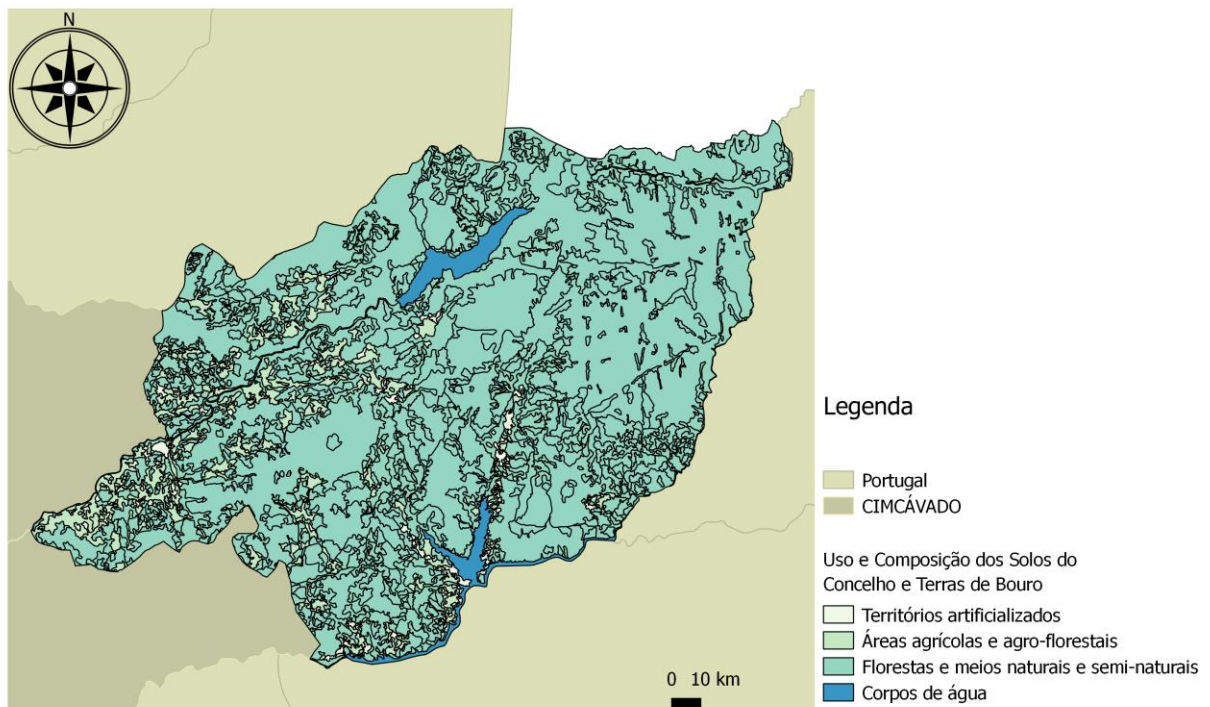 N
Legenda
Portugal
CIMCÁVADO
Uso e Composição dos Solos do
Concelho e Terras de Bouro
Territórios artificializados
Áreas agrícolas e agro-florestais
Florestas e meios naturais e semi-naturais
Corpos de água
0 10 km